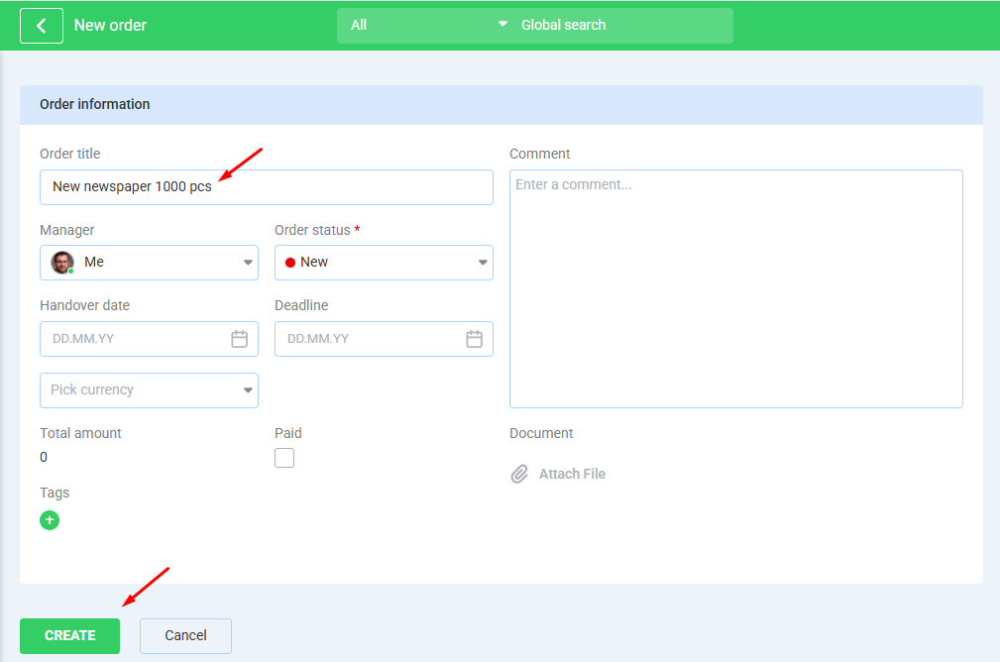 New order
All
Global search
Order information
Order title
New newspaper 1000 pcs
Manager
Order status *
Me
New
Handover date
Deadline
DD.MM.YY
DD.MM.YY
Pick currency
Total amount
Paid
0
Tags
Comment
Enter a comment...
Document
Attach File
CREATE
Cancel